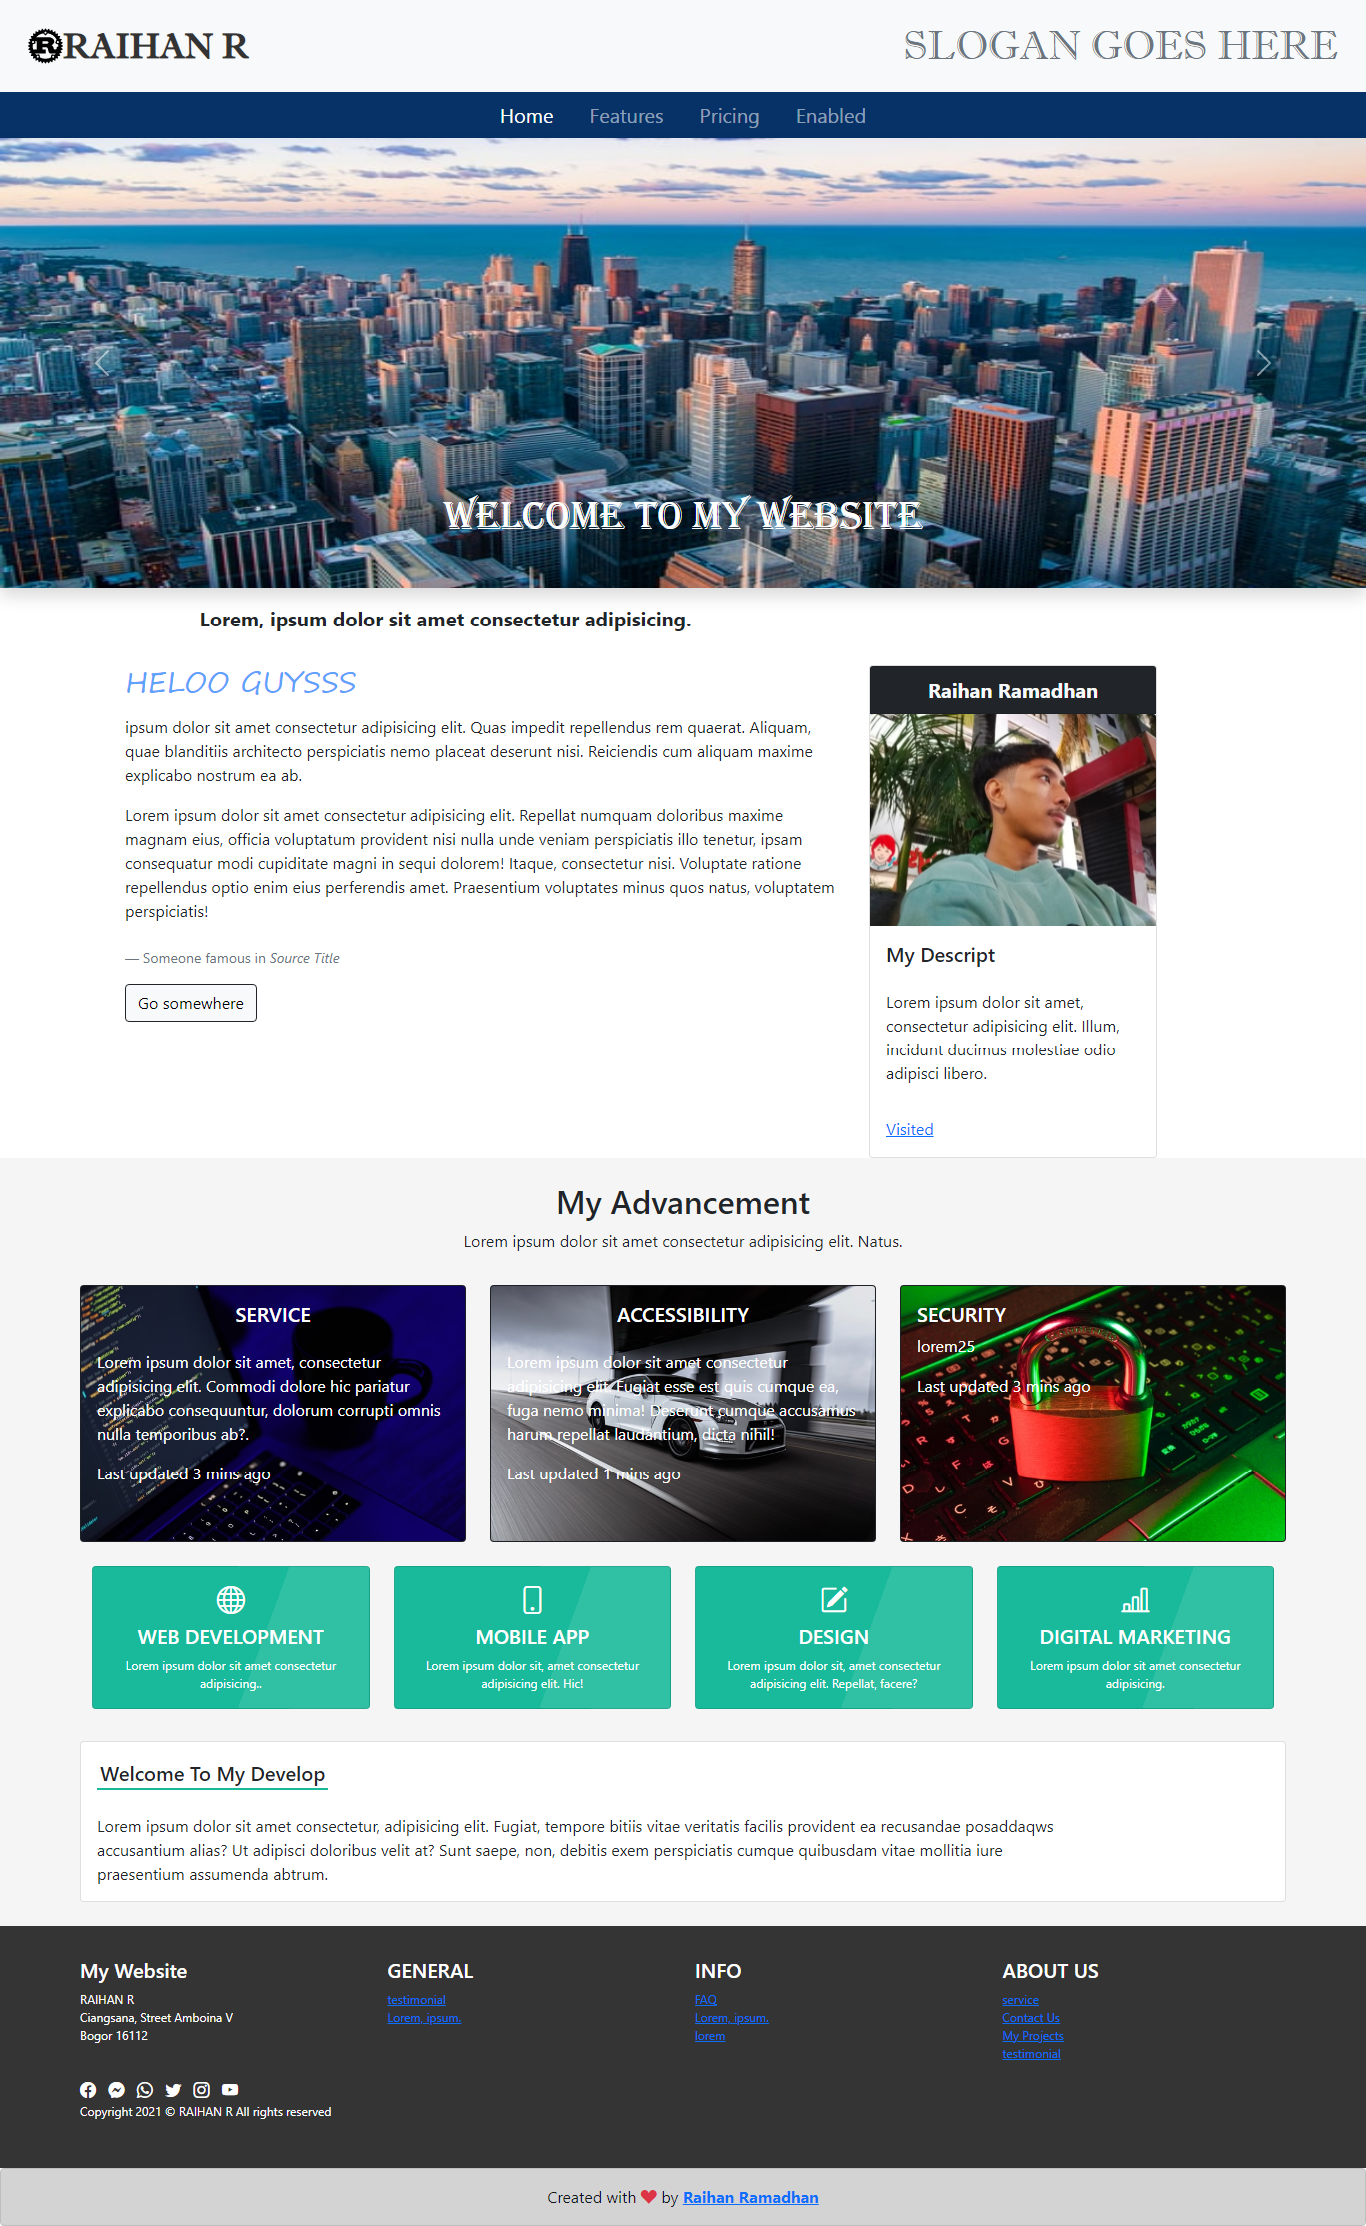 RAIHAN R
SLOGAN GOES HERE
Home Features Pricing Enabled
WELCOME TO MY WEBSITE
Lorem, ipsum dolor sit amet consectetur adipisicing.
HELOO GUYSSS
ipsum dolor sit amet consectetur adipisicing elit. Quas impedit repellendus rem quaerat. Aliquam,
quae blanditiis architecto perspiciatis nemo placeat deserunt nisi. Reiciendis cum aliquam maxime
explicabo nostrum ea ab.
Lorem ipsum dolor sit amet consectetur adipisicing elit. Repellat numquam doloribus maxime
magnam eius, officia voluptatum provident nisi nulla unde veniam perspiciatis illo tenetur, ipsam
consequatur modi cupiditate magni in sequi dolorem! Itaque, consectetur nisi. Voluptate ratione
repellendus optio enim eius perferendis amet. Praesentium voluptates minus quos natus, voluptatem
perspiciatis!
— Someone famous in Source Title
Go somewhere
Raihan Ramadhan
My Descript
Lorem ipsum dolor sit amet,
consectetur adipisicing elit. Illum,
incidunt ducimus molestiae odio
adipisci libero.
Visited
My Advancement
Lorem ipsum dolor sit amet consectetur adipisicing elit. Natus.
SERVICE
Lorem ipsum dolor sit amet, consectetur
adipisicing elit. Commodi dolore hic pariatur
explicabo consequuntur, dolorum corrupti omnis
nulla temporibus ab?.
Last updated 3 mins ago
ACCESSIBILITY
Lorem ipsum dolor sit amet consectetur
adipisicing elit. Fugiat esse est quis cumque ea,
fuga nemo minima! Deserunt cumque accusamus
harum repellat laudantium, dicta nihil!
Last updated 1 mins ago
SECURITY
lorem25
Last updated 3 mins ago
WEB DEVELOPMENT
Lorem ipsum dolor sit amet consectetur
adipisicing..
MOBILE APP
Lorem ipsum dolor sit, amet consectetur
adipisicing elit. Hic!
DESIGN
Lorem ipsum dolor sit, amet consectetur
adipisicing elit. Repellat, facere?
DIGITAL MARKETING
Lorem ipsum dolor sit amet consectetur
adipisicing.
Welcome To My Develop
Lorem ipsum dolor sit amet consectetur, adipisicing elit. Fugiat, tempore bitiis vitae veritatis facilis provident ea recusandae posaddaqws
accusantium alias? Ut adipisci doloribus velit at? Sunt saepe, non, debitis exem perspiciatis cumque quibusdam vitae mollitia iure
praesentium assumenda abtrum.
My Website
RAIHAN R
Ciangsana, Street Amboina V
Bogor 16112
GENERAL
testimonial
Lorem, ipsum.
INFO
FAQ
Lorem, ipsum.
lorem
ABOUT US
service
Contact Us
My Projects
testimonial
Copyright 2021 © RAIHAN R All rights reserved
Created with ❤ by Raihan Ramadhan